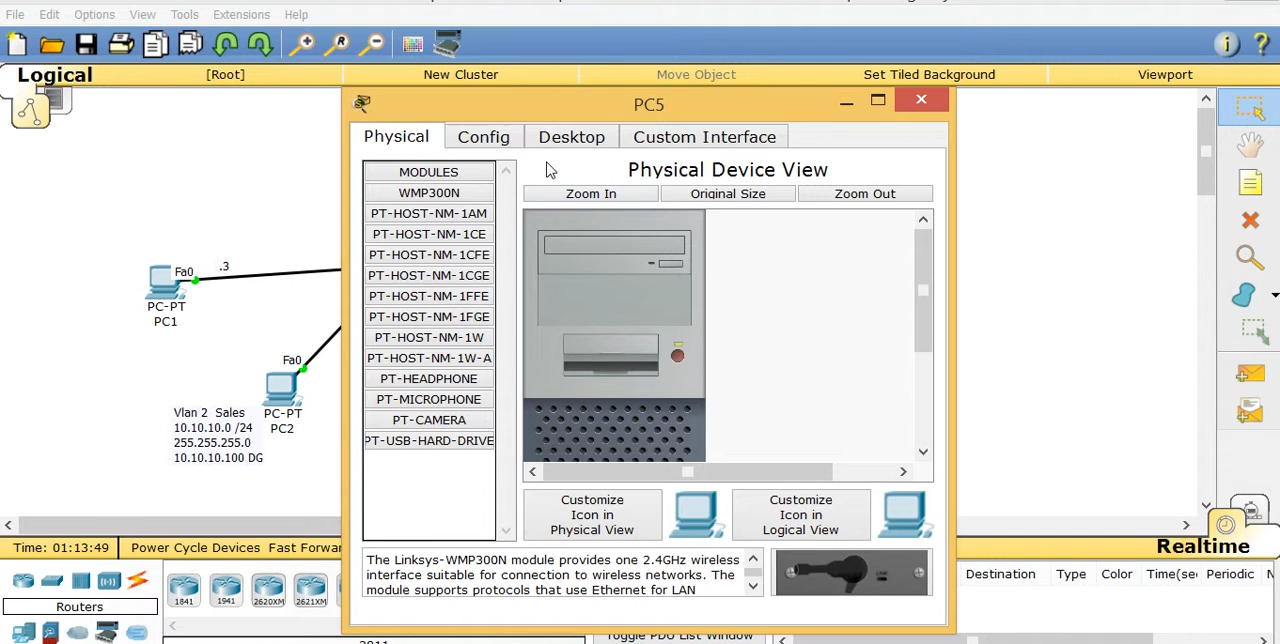 File Edit Options View Tools Extensions Help
Logical [Root] New Cluster Move Object Set Tiled Background Viewport
PC5
Physical Config Desktop Custom Interface
MODULES
WMP300N
PT-HOST-NM-1AM
PT-HOST-NM-1CE
PT-HOST-NM-1CFE
PT-HOST-NM-1CGE
PT-HOST-NM-1FFE
PT-HOST-NM-1FGE
PT-HOST-NM-1W
PT-HOST-NM-1W-A
PT-HEADPHONE
PT-MICROPHONE
PT-CAMERA
PT-USB-HARD-DRIVE
Physical Device View
Zoom In Original Size Zoom Out
Customize
Icon in
Physical View
Customize
Icon in
Logical View
The Linksys-WMP300N module provides one 2.4GHz wireless
interface suitable for connection to wireless networks. The
module supports protocols that use Ethernet for LAN
Fa0 .3
PC-PT
PC1
Fa0
PC-PT
PC2
Vlan 2 Sales
10.10.10.0 /24
255.255.255.0
10.10.10.100 DG
Time: 01:13:49 Power Cycle Devices Fast Forwar
Realtime
Routers
1841 1941 2620XM 2621XM
2811
Toggle PDU List Window
Destination Type Color Time(sec Periodic